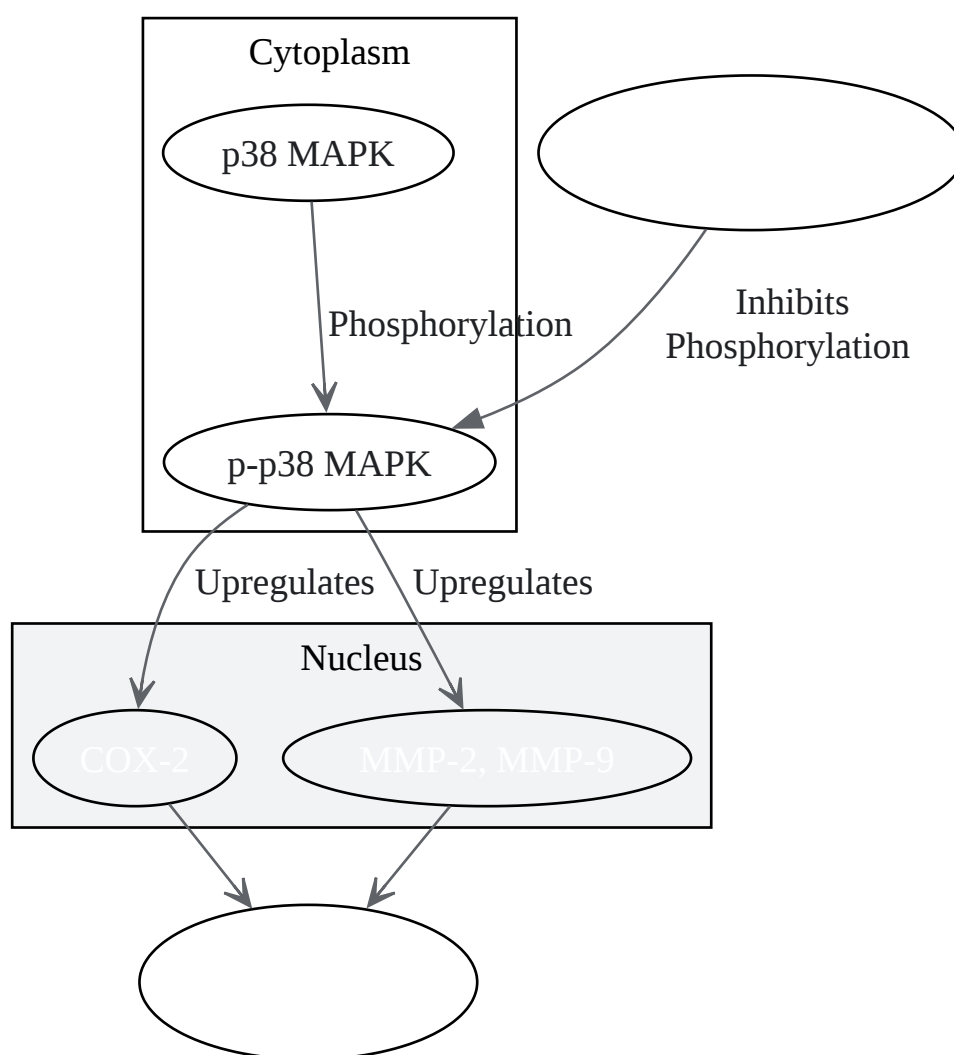 Cytoplasm
p38 MAPK
Inhibits
Phosphorylation
Phosphorylation
p-p38 MAPK
Upregulates
Upregulates
Nucleus
COX-2
MMP-2, MMP-9